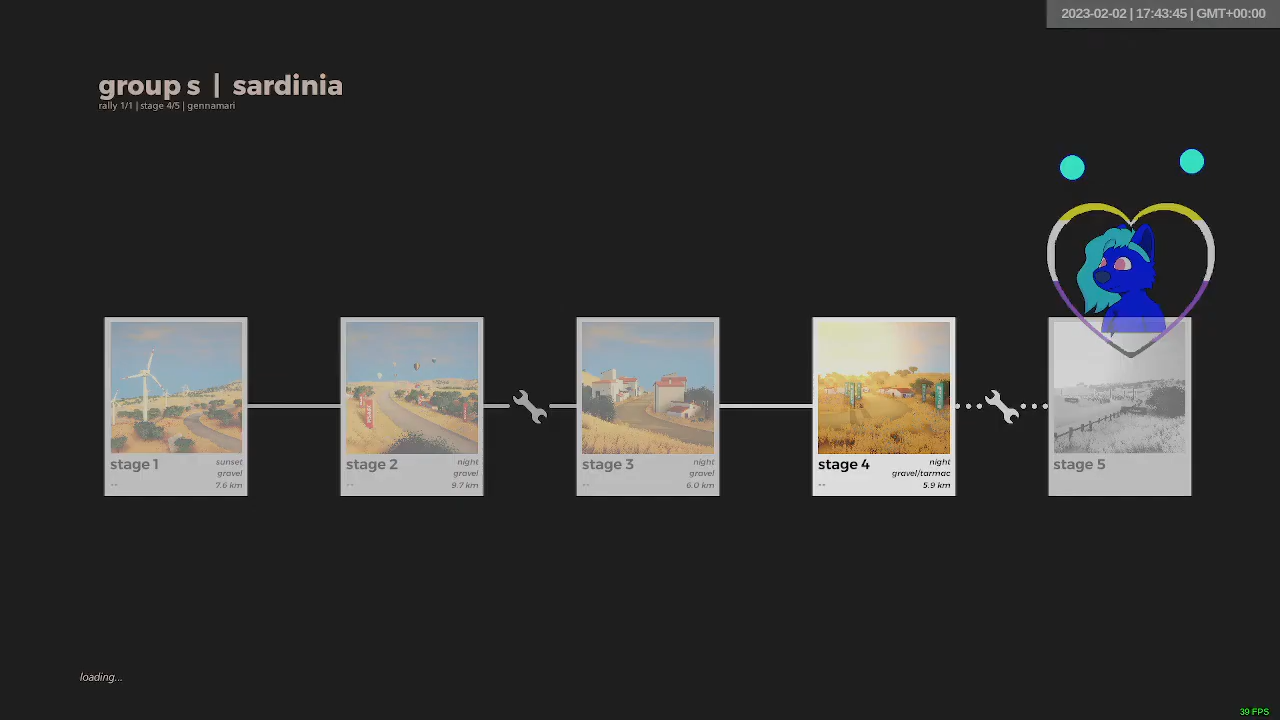 2023-02-02 | 17:43:45 | GMT+00:00
group s | sardinia
rally 1/1 | stage 4/5 | gennamari
stage 1
sunset
gravel
--
7.6 km
stage 2
night
gravel
--
9.7 km
stage 3
night
gravel
--
6.0 km
stage 4
night
gravel/tarmac
--
5.9 km
stage 5
loading...
39 FPS